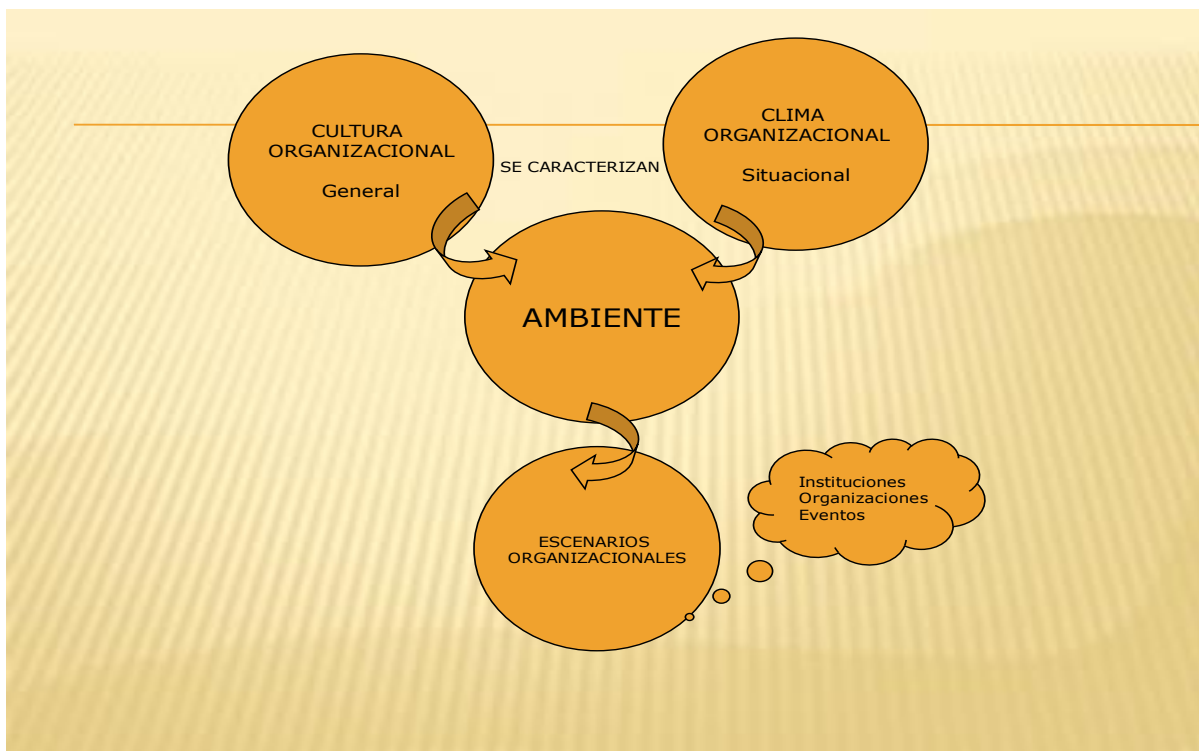 CULTURA
ORGANIZACIONAL
General
SE CARACTERIZAN
CLIMA
ORGANIZACIONAL
Situacional
AMBIENTE
Instituciones
Organizaciones
Eventos
ESCENARIOS
ORGANIZACIONALES